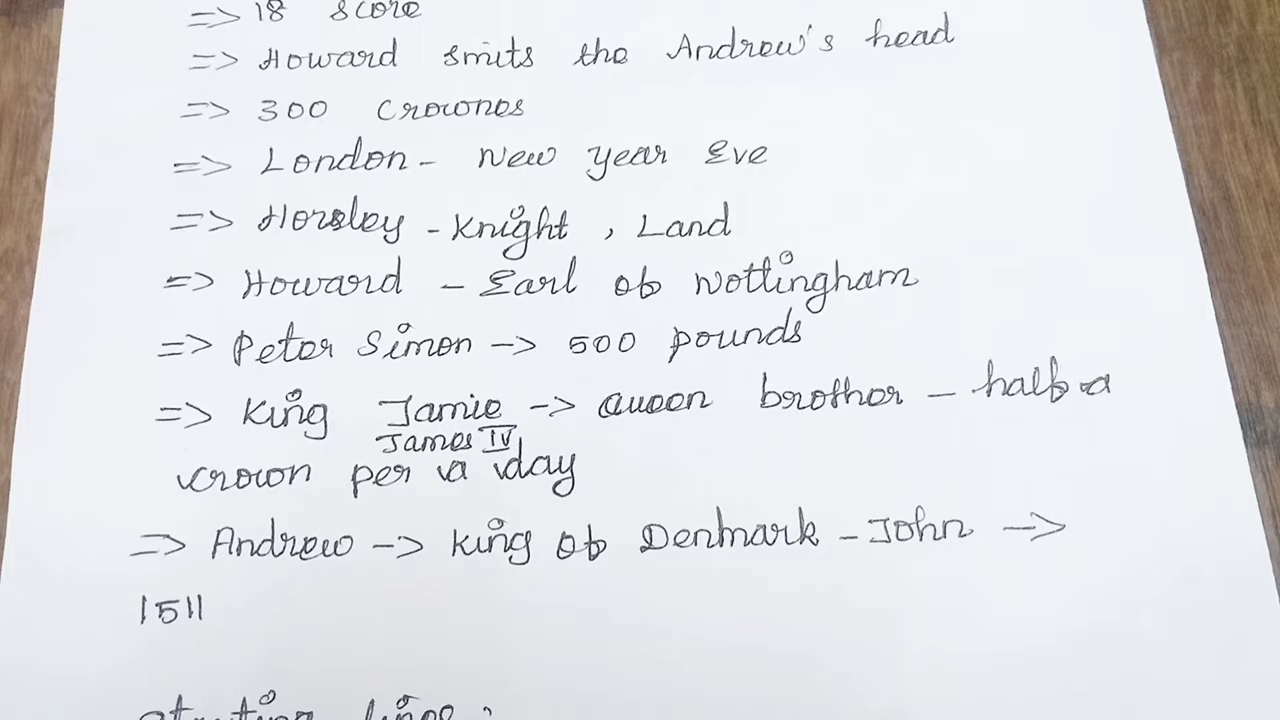 => 18 score
=> Howard smits the Andrew's head
=> 300 crownes
=> London - New year Eve
=> Horsley - Knight , Land
=> Howard - Earl of Nottingham
=> Peter Simon -> 500 pounds
=> King Jamie -> Queen brother - half a
James IV
crown per a day
=> Andrew -> King of Denmark - John ->
1511
lines :